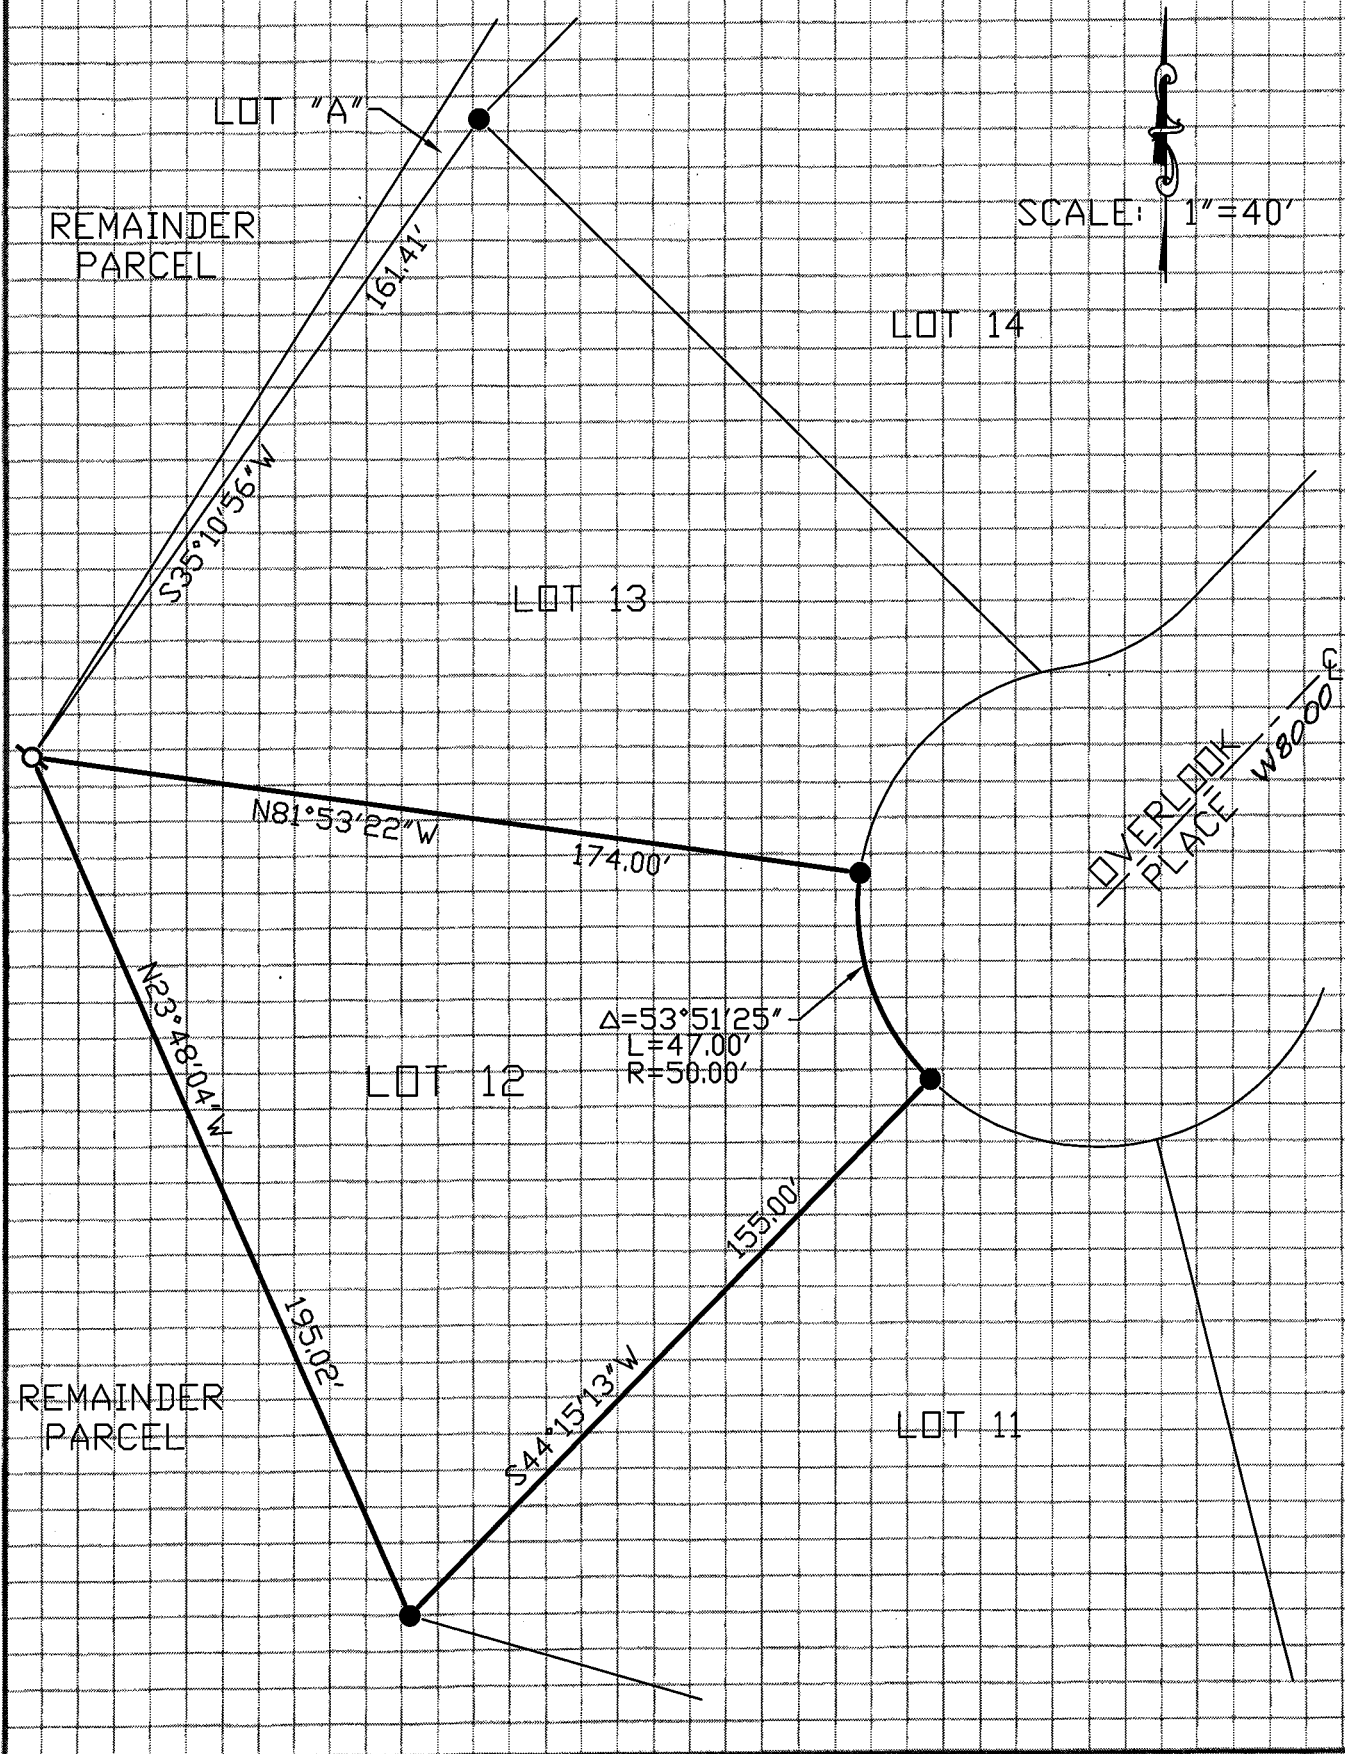 LOT "A"
REMAINDER
PARCEL
SCALE: 1"=40'
161.41'
LOT 14
S35°10'56"W
LOT 13
℄
OVERLOOK
PLACE
W8000
N81°53'22"W
174.00'
N23°48'04"W
Δ=53°51'25"
L=47.00'
R=50.00'
LOT 12
155.00'
195.02'
S44°15'13"W
REMAINDER
PARCEL
LOT 11